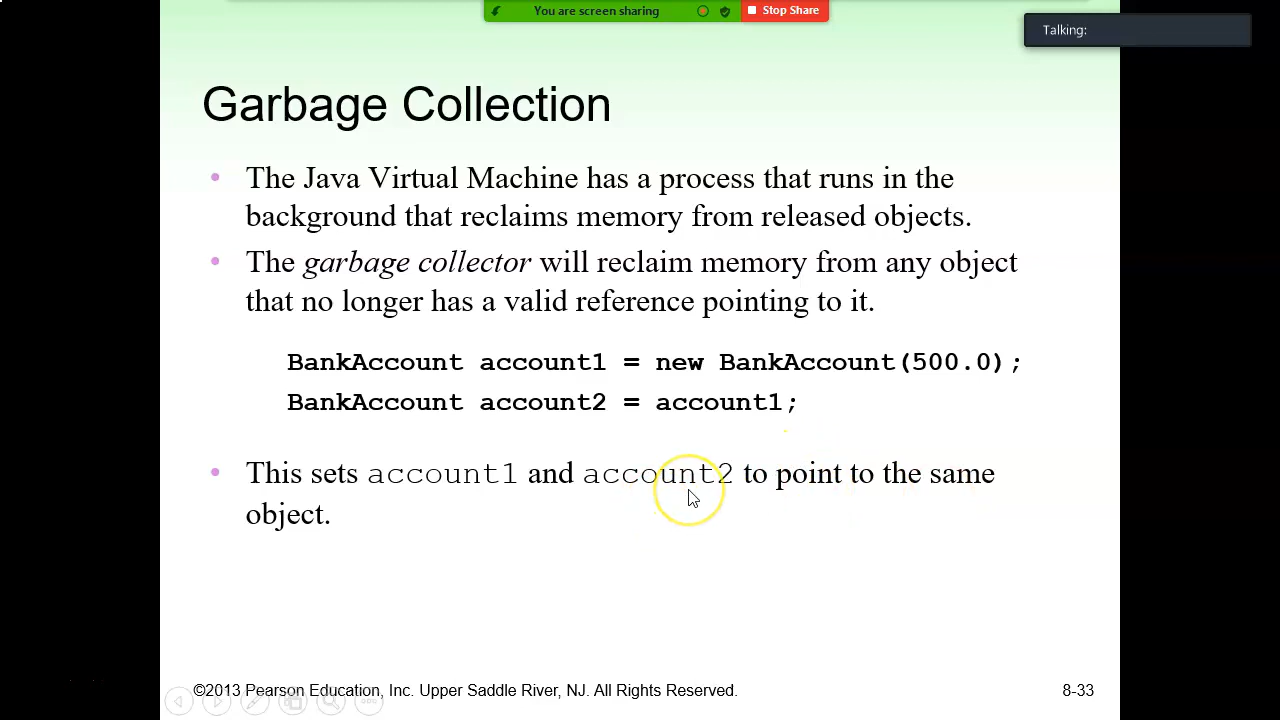 You are screen sharing
Stop Share
Talking:
Garbage Collection
• The Java Virtual Machine has a process that runs in the
background that reclaims memory from released objects.
• The garbage collector will reclaim memory from any object
that no longer has a valid reference pointing to it.
BankAccount account1 = new BankAccount(500.0);
BankAccount account2 = account1;
• This sets account1 and account2 to point to the same
object.
©2013 Pearson Education, Inc. Upper Saddle River, NJ. All Rights Reserved.
8-33